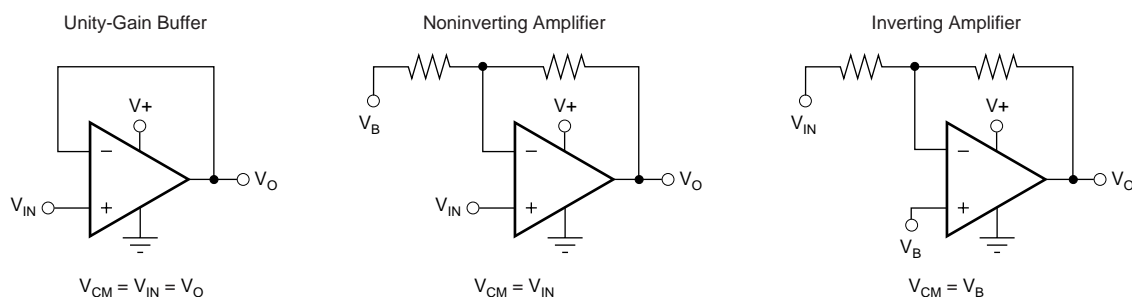 Unity-Gain Buffer
V+
−
V_IN
+
V_O
V_CM = V_IN = V_O
Noninverting Amplifier
V_B
V+
−
V_IN
+
V_O
V_CM = V_IN
Inverting Amplifier
V_IN
V+
−
+
V_B
V_O
V_CM = V_B